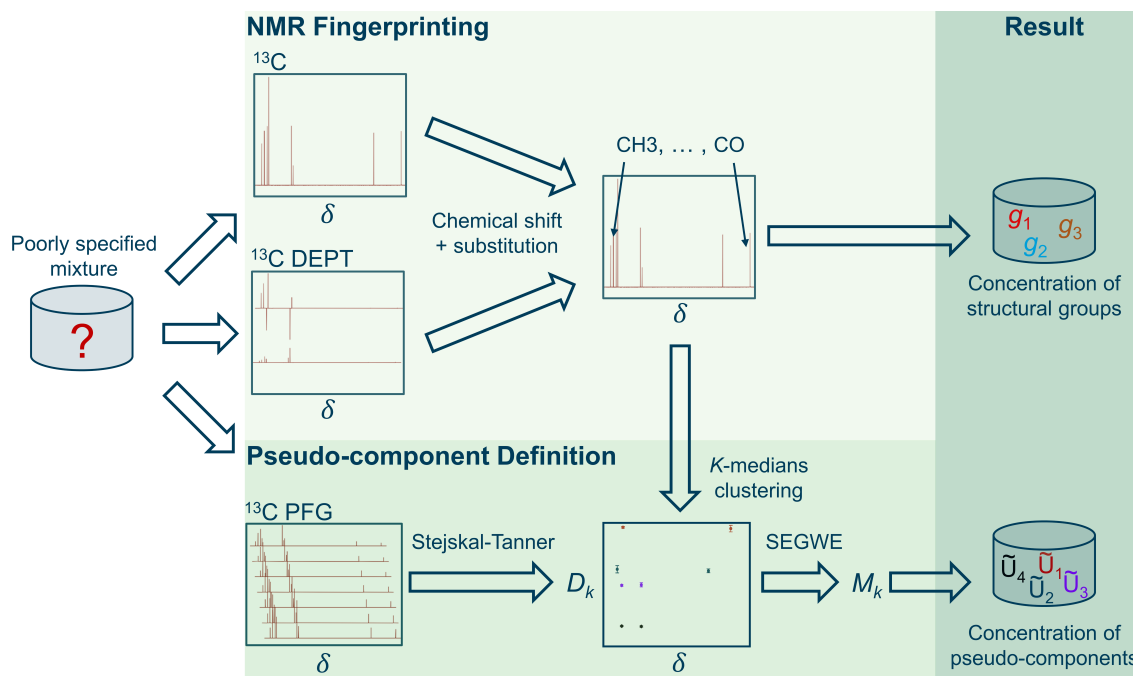 NMR Fingerprinting
Result
¹³C
δ
Poorly specified
mixture
?
¹³C DEPT
δ
Chemical shift
+ substitution
CH3, … , CO
δ
g₁
g₂
g₃
Concentration of
structural groups
Pseudo-component Definition
K-medians
clustering
¹³C PFG
δ
Stejskal-Tanner
Dₖ
δ
SEGWE
Mₖ
Ũ₄
Ũ₁
Ũ₂
Ũ₃
Concentration of
pseudo-components